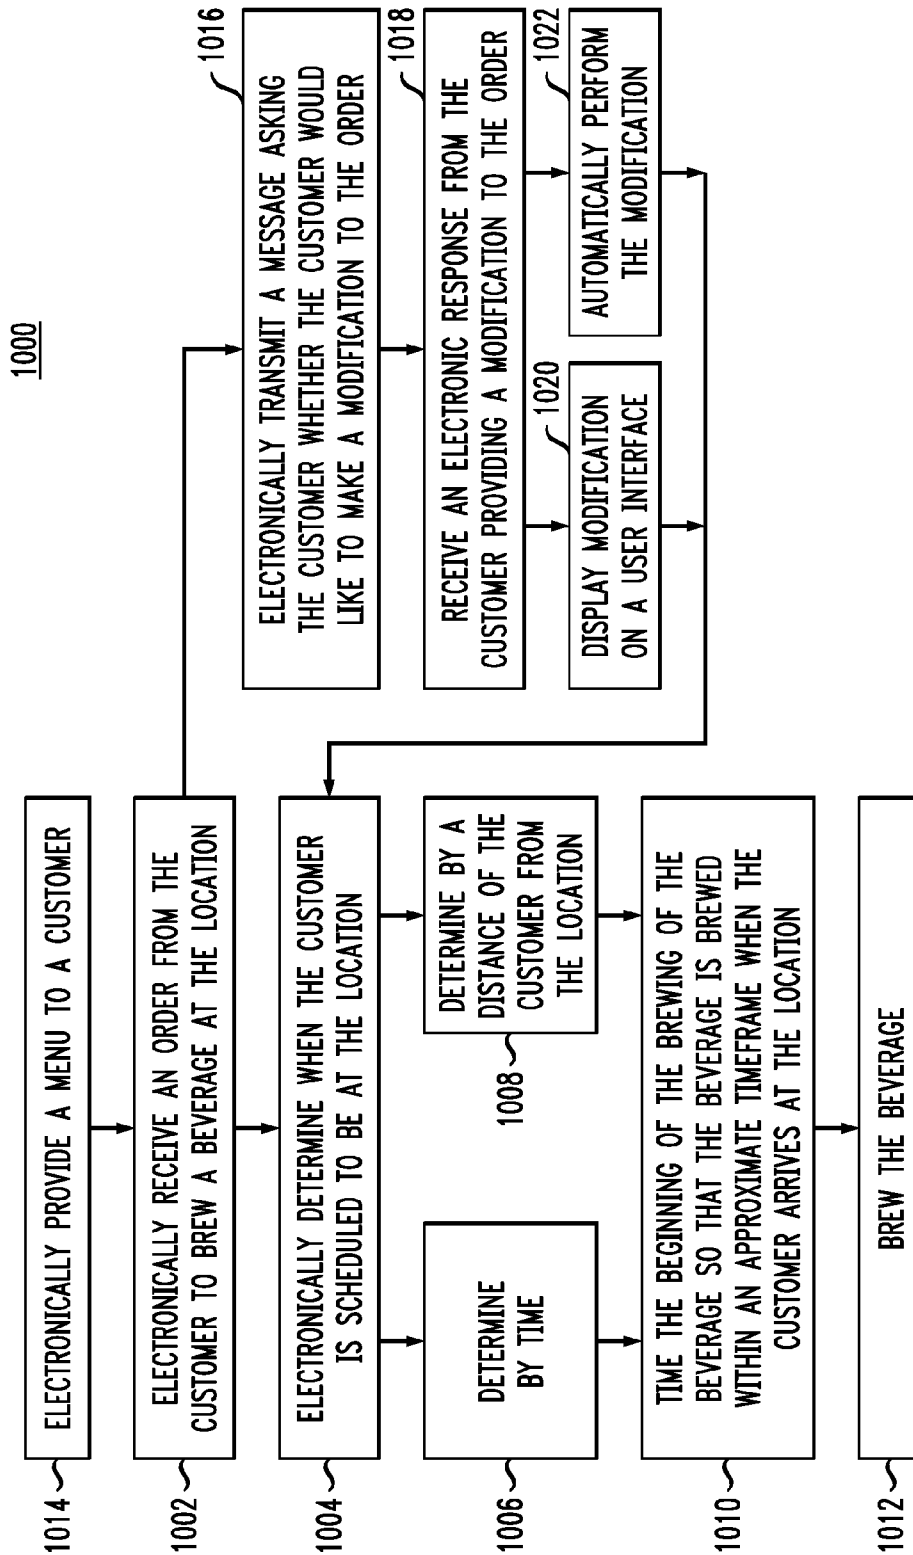 1000
1014
ELECTRONICALLY PROVIDE A MENU TO A CUSTOMER
1002
ELECTRONICALLY RECEIVE AN ORDER FROM THE
CUSTOMER TO BREW A BEVERAGE AT THE LOCATION
1004
ELECTRONICALLY DETERMINE WHEN THE CUSTOMER
IS SCHEDULED TO BE AT THE LOCATION
1006
DETERMINE
BY TIME
1008
DETERMINE BY A
DISTANCE OF THE
CUSTOMER FROM
THE LOCATION
1010
TIME THE BEGINNING OF THE BREWING OF THE
BEVERAGE SO THAT THE BEVERAGE IS BREWED
WITHIN AN APPROXIMATE TIMEFRAME WHEN THE
CUSTOMER ARRIVES AT THE LOCATION
1012
BREW THE BEVERAGE
1016
ELECTRONICALLY TRANSMIT A MESSAGE ASKING
THE CUSTOMER WHETHER THE CUSTOMER WOULD
LIKE TO MAKE A MODIFICATION TO THE ORDER
1018
RECEIVE AN ELECTRONIC RESPONSE FROM THE
CUSTOMER PROVIDING A MODIFICATION TO THE ORDER
1020
DISPLAY MODIFICATION
ON A USER INTERFACE
1022
AUTOMATICALLY PERFORM
THE MODIFICATION